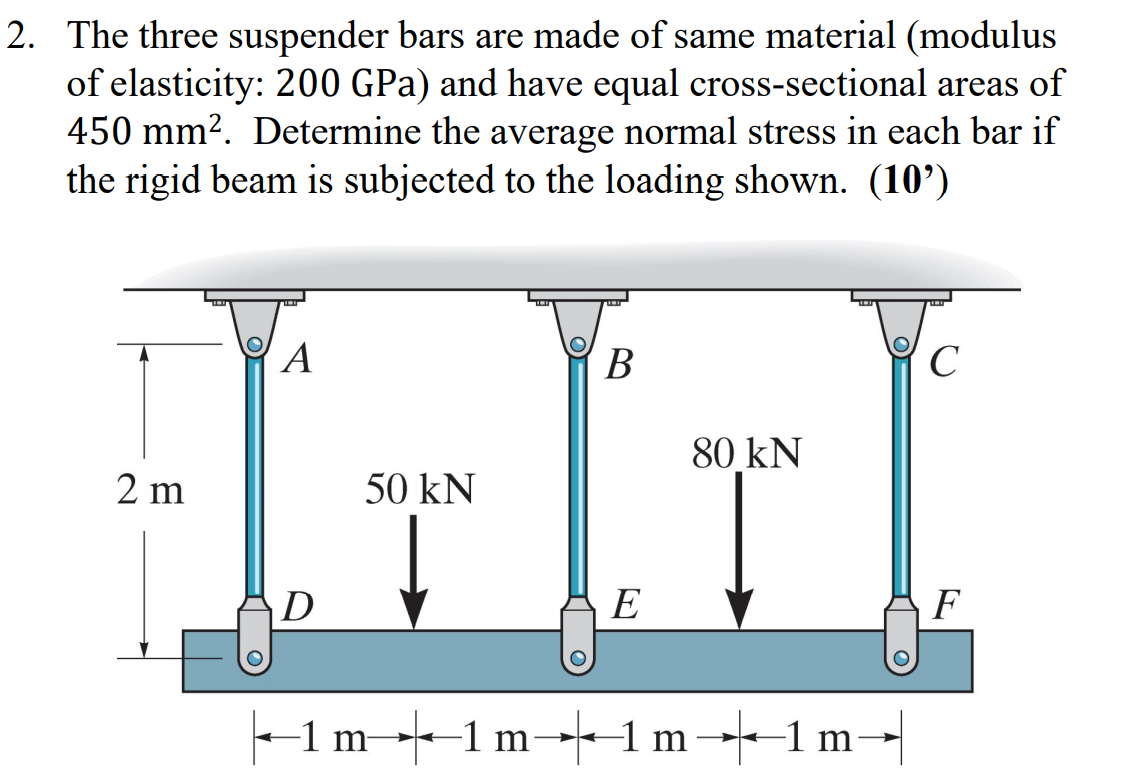 2. The three suspender bars are made of same material (modulus
of elasticity: 200 GPa) and have equal cross-sectional areas of
450 mm². Determine the average normal stress in each bar if
the rigid beam is subjected to the loading shown. (10’)
A
B
C
80 kN
2 m
50 kN
D
E
F
1 m 1 m 1 m 1 m